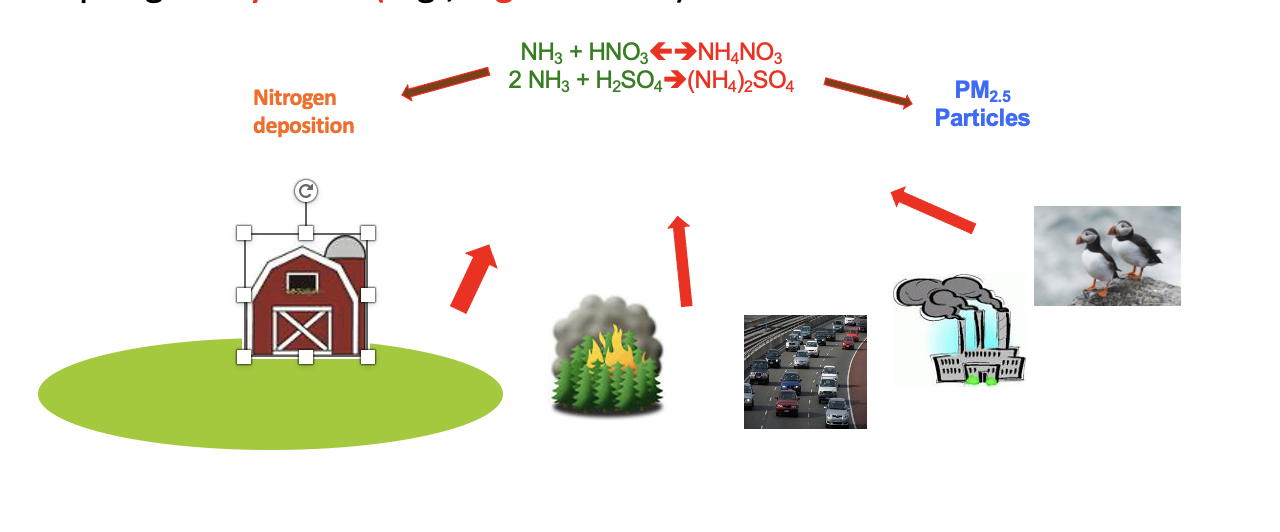 NH₃ + HNO₃🡨🡪NH₄NO₃
2 NH₃ + H₂SO₄🡪(NH₄)₂SO₄
Nitrogen
deposition
PM₂.₅
Particles